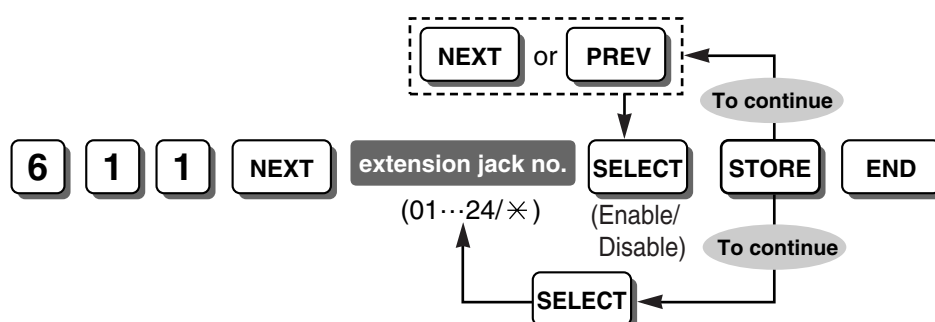 NEXT or PREV
To continue
6 1 1 NEXT extension jack no. SELECT STORE END
(01···24/✳) (Enable/
Disable)
To continue
SELECT